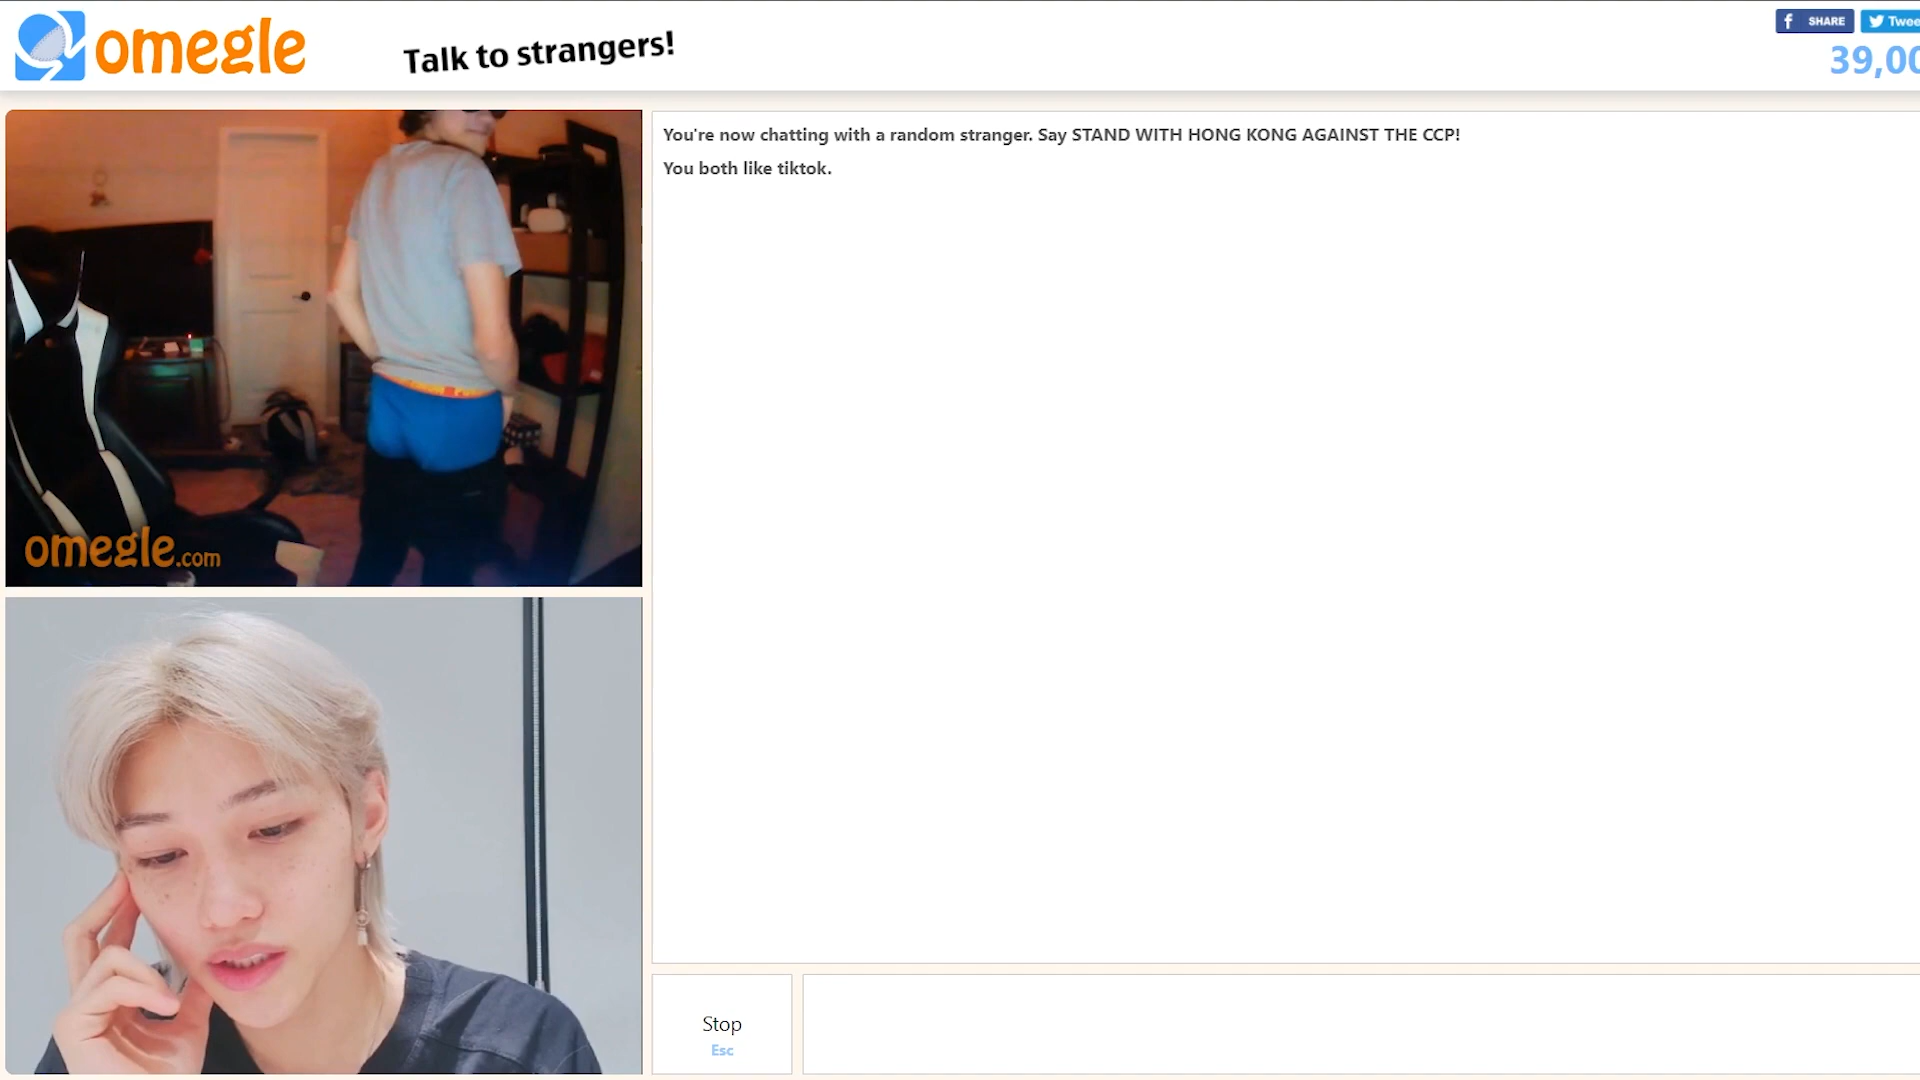 omegle
Talk to strangers!
SHARE
Twee
39,00
You're now chatting with a random stranger. Say STAND WITH HONG KONG AGAINST THE CCP!
You both like tiktok.
omegle.com
Stop
Esc